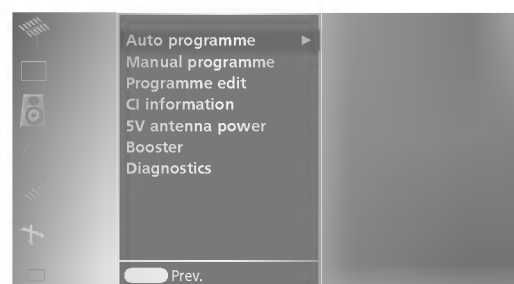 Auto programme
Manual programme
Programme edit
CI information
5V antenna power
Booster
Diagnostics
Prev.